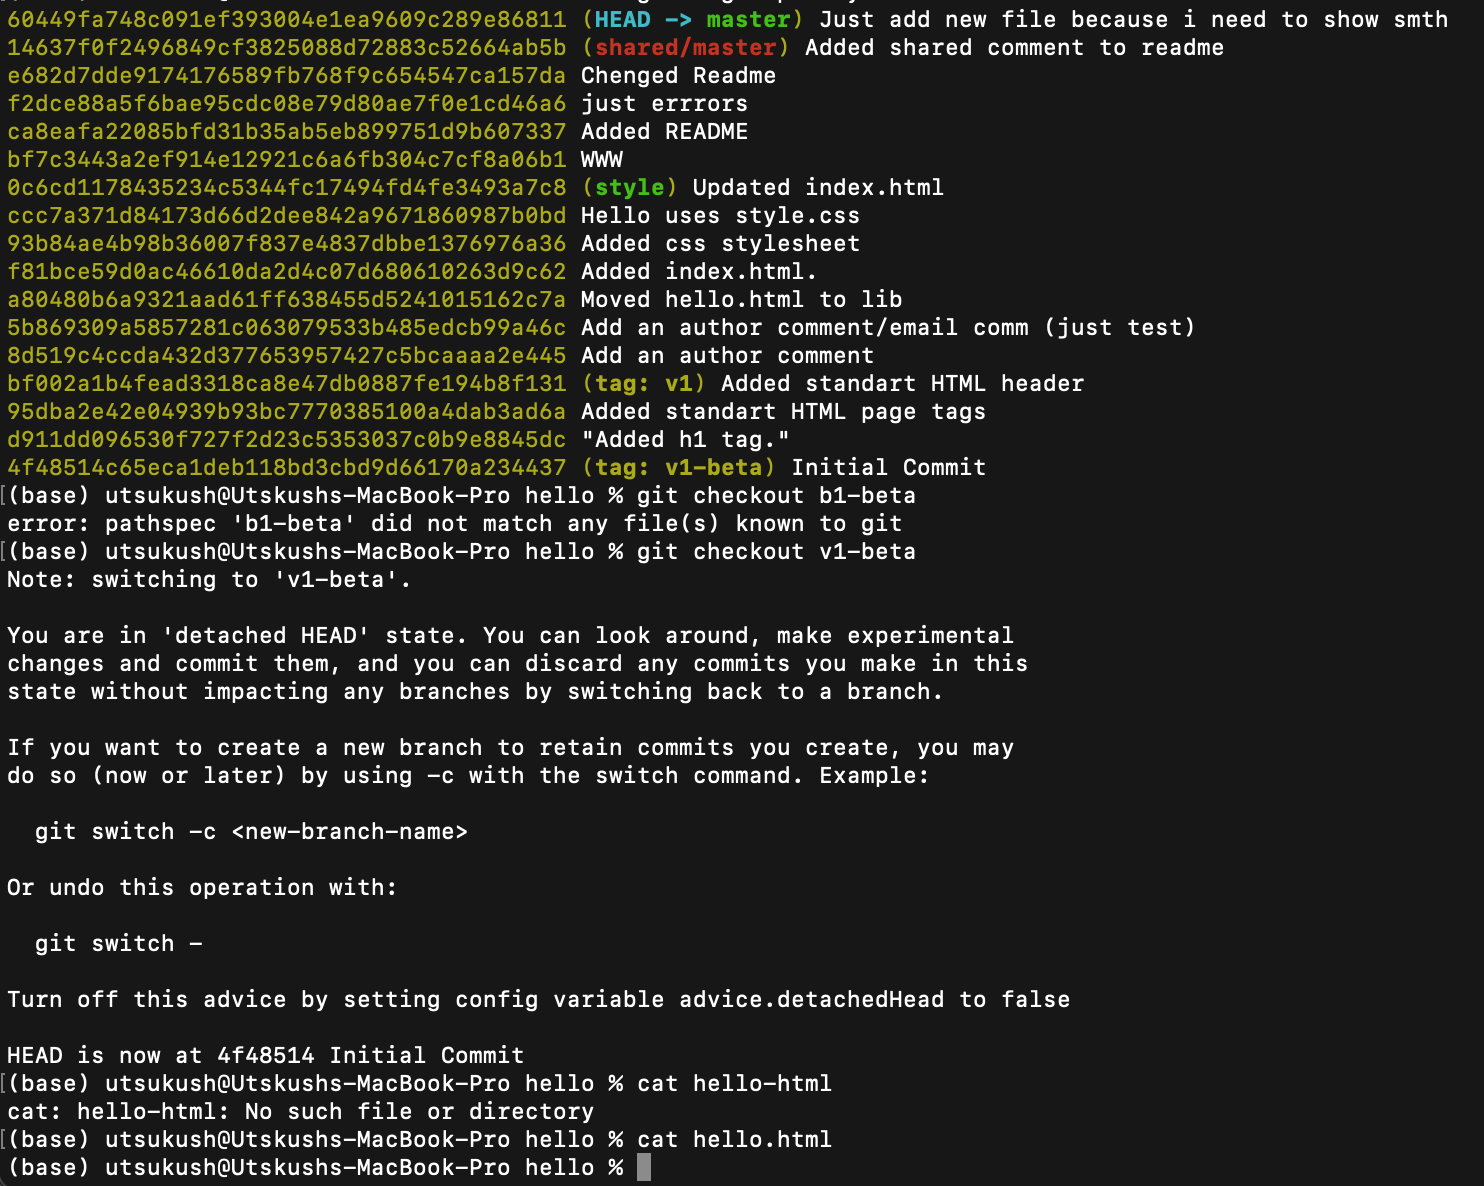 60449fa748c091ef393004e1ea9609c289e86811 (HEAD -> master) Just add new file because i need to show smth
14637f0f2496849cf3825088d72883c52664ab5b (shared/master) Added shared comment to readme
e682d7dde9174176589fb768f9c654547ca157da Chenged Readme
f2dce88a5f6bae95cdc08e79d80ae7f0e1cd46a6 just errrors
ca8eafa22085bfd31b35ab5eb899751d9b607337 Added README
bf7c3443a2ef914e12921c6a6fb304c7cf8a06b1 WWW
0c6cd1178435234c5344fc17494fd4fe3493a7c8 (style) Updated index.html
ccc7a371d84173d66d2dee842a9671860987b0bd Hello uses style.css
93b84ae4b98b36007f837e4837dbbe1376976a36 Added css stylesheet
f81bce59d0ac46610da2d4c07d680610263d9c62 Added index.html.
a80480b6a9321aad61ff638455d5241015162c7a Moved hello.html to lib
5b869309a5857281c063079533b485edcb99a46c Add an author comment/email comm (just test)
8d519c4ccda432d377653957427c5bcaaaa2e445 Add an author comment
bf002a1b4fead3318ca8e47db0887fe194b8f131 (tag: v1) Added standart HTML header
95dba2e42e04939b93bc7770385100a4dab3ad6a Added standart HTML page tags
d911dd096530f727f2d23c5353037c0b9e8845dc "Added h1 tag."
4f48514c65eca1deb118bd3cbd9d66170a234437 (tag: v1-beta) Initial Commit
[(base) utsukush@Utskushs-MacBook-Pro hello % git checkout b1-beta
error: pathspec 'b1-beta' did not match any file(s) known to git
[(base) utsukush@Utskushs-MacBook-Pro hello % git checkout v1-beta
Note: switching to 'v1-beta'.
You are in 'detached HEAD' state. You can look around, make experimental
changes and commit them, and you can discard any commits you make in this
state without impacting any branches by switching back to a branch.
If you want to create a new branch to retain commits you create, you may
do so (now or later) by using -c with the switch command. Example:
git switch -c <new-branch-name>
Or undo this operation with:
git switch -
Turn off this advice by setting config variable advice.detachedHead to false
HEAD is now at 4f48514 Initial Commit
[(base) utsukush@Utskushs-MacBook-Pro hello % cat hello-html
cat: hello-html: No such file or directory
[(base) utsukush@Utskushs-MacBook-Pro hello % cat hello.html
(base) utsukush@Utskushs-MacBook-Pro hello %